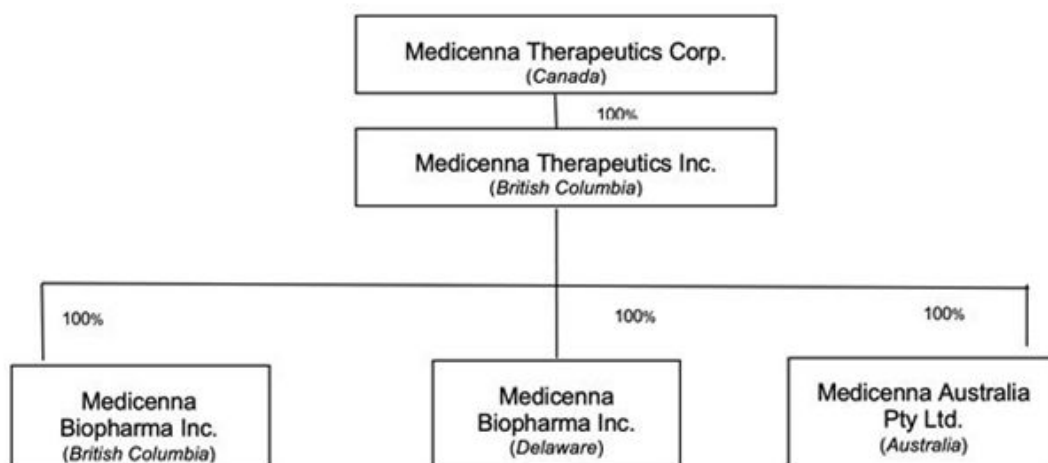 Medicenna Therapeutics Corp.
(Canada)
100%
Medicenna Therapeutics Inc.
(British Columbia)
100%
100%
100%
Medicenna
Biopharma Inc.
(British Columbia)
Medicenna
Biopharma Inc.
(Delaware)
Medicenna Australia
Pty Ltd.
(Australia)